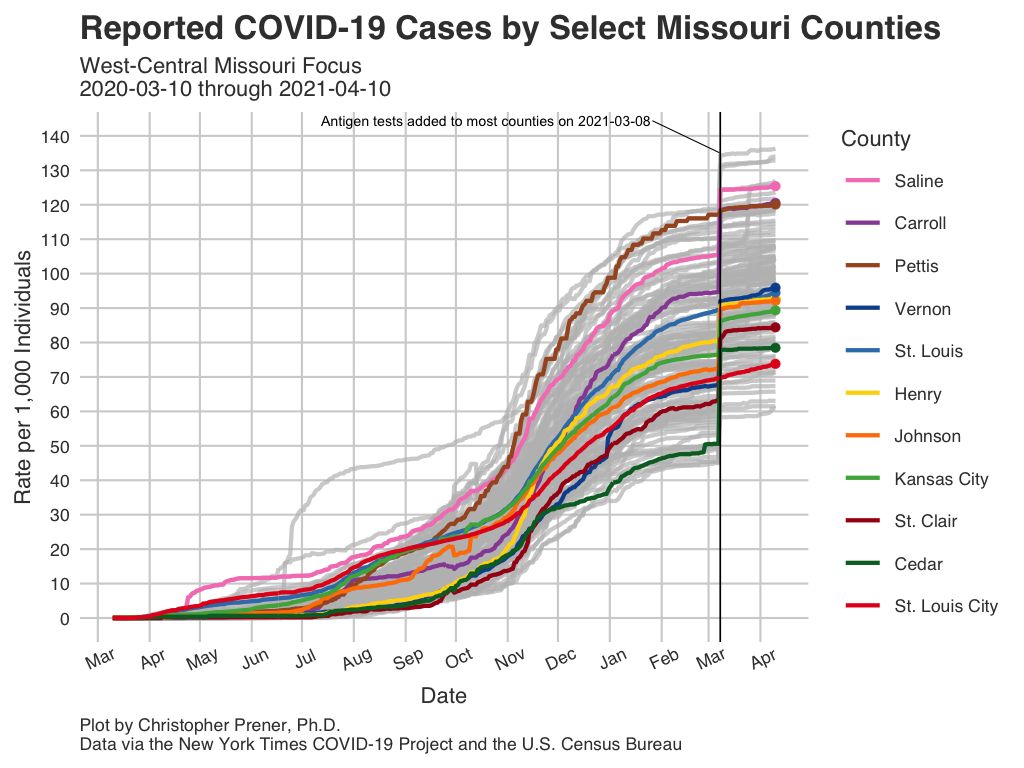 Reported COVID-19 Cases by Select Missouri Counties
West-Central Missouri Focus
2020-03-10 through 2021-04-10
Antigen tests added to most counties on 2021-03-08
Rate per 1,000 Individuals
140
130
120
110
100
90
80
70
60
50
40
30
20
10
0
Mar Apr May Jun Jul Aug Sep Oct Nov Dec Jan Feb Mar Apr
Date
County
Saline
Carroll
Pettis
Vernon
St. Louis
Henry
Johnson
Kansas City
St. Clair
Cedar
St. Louis City
Plot by Christopher Prener, Ph.D.
Data via the New York Times COVID-19 Project and the U.S. Census Bureau